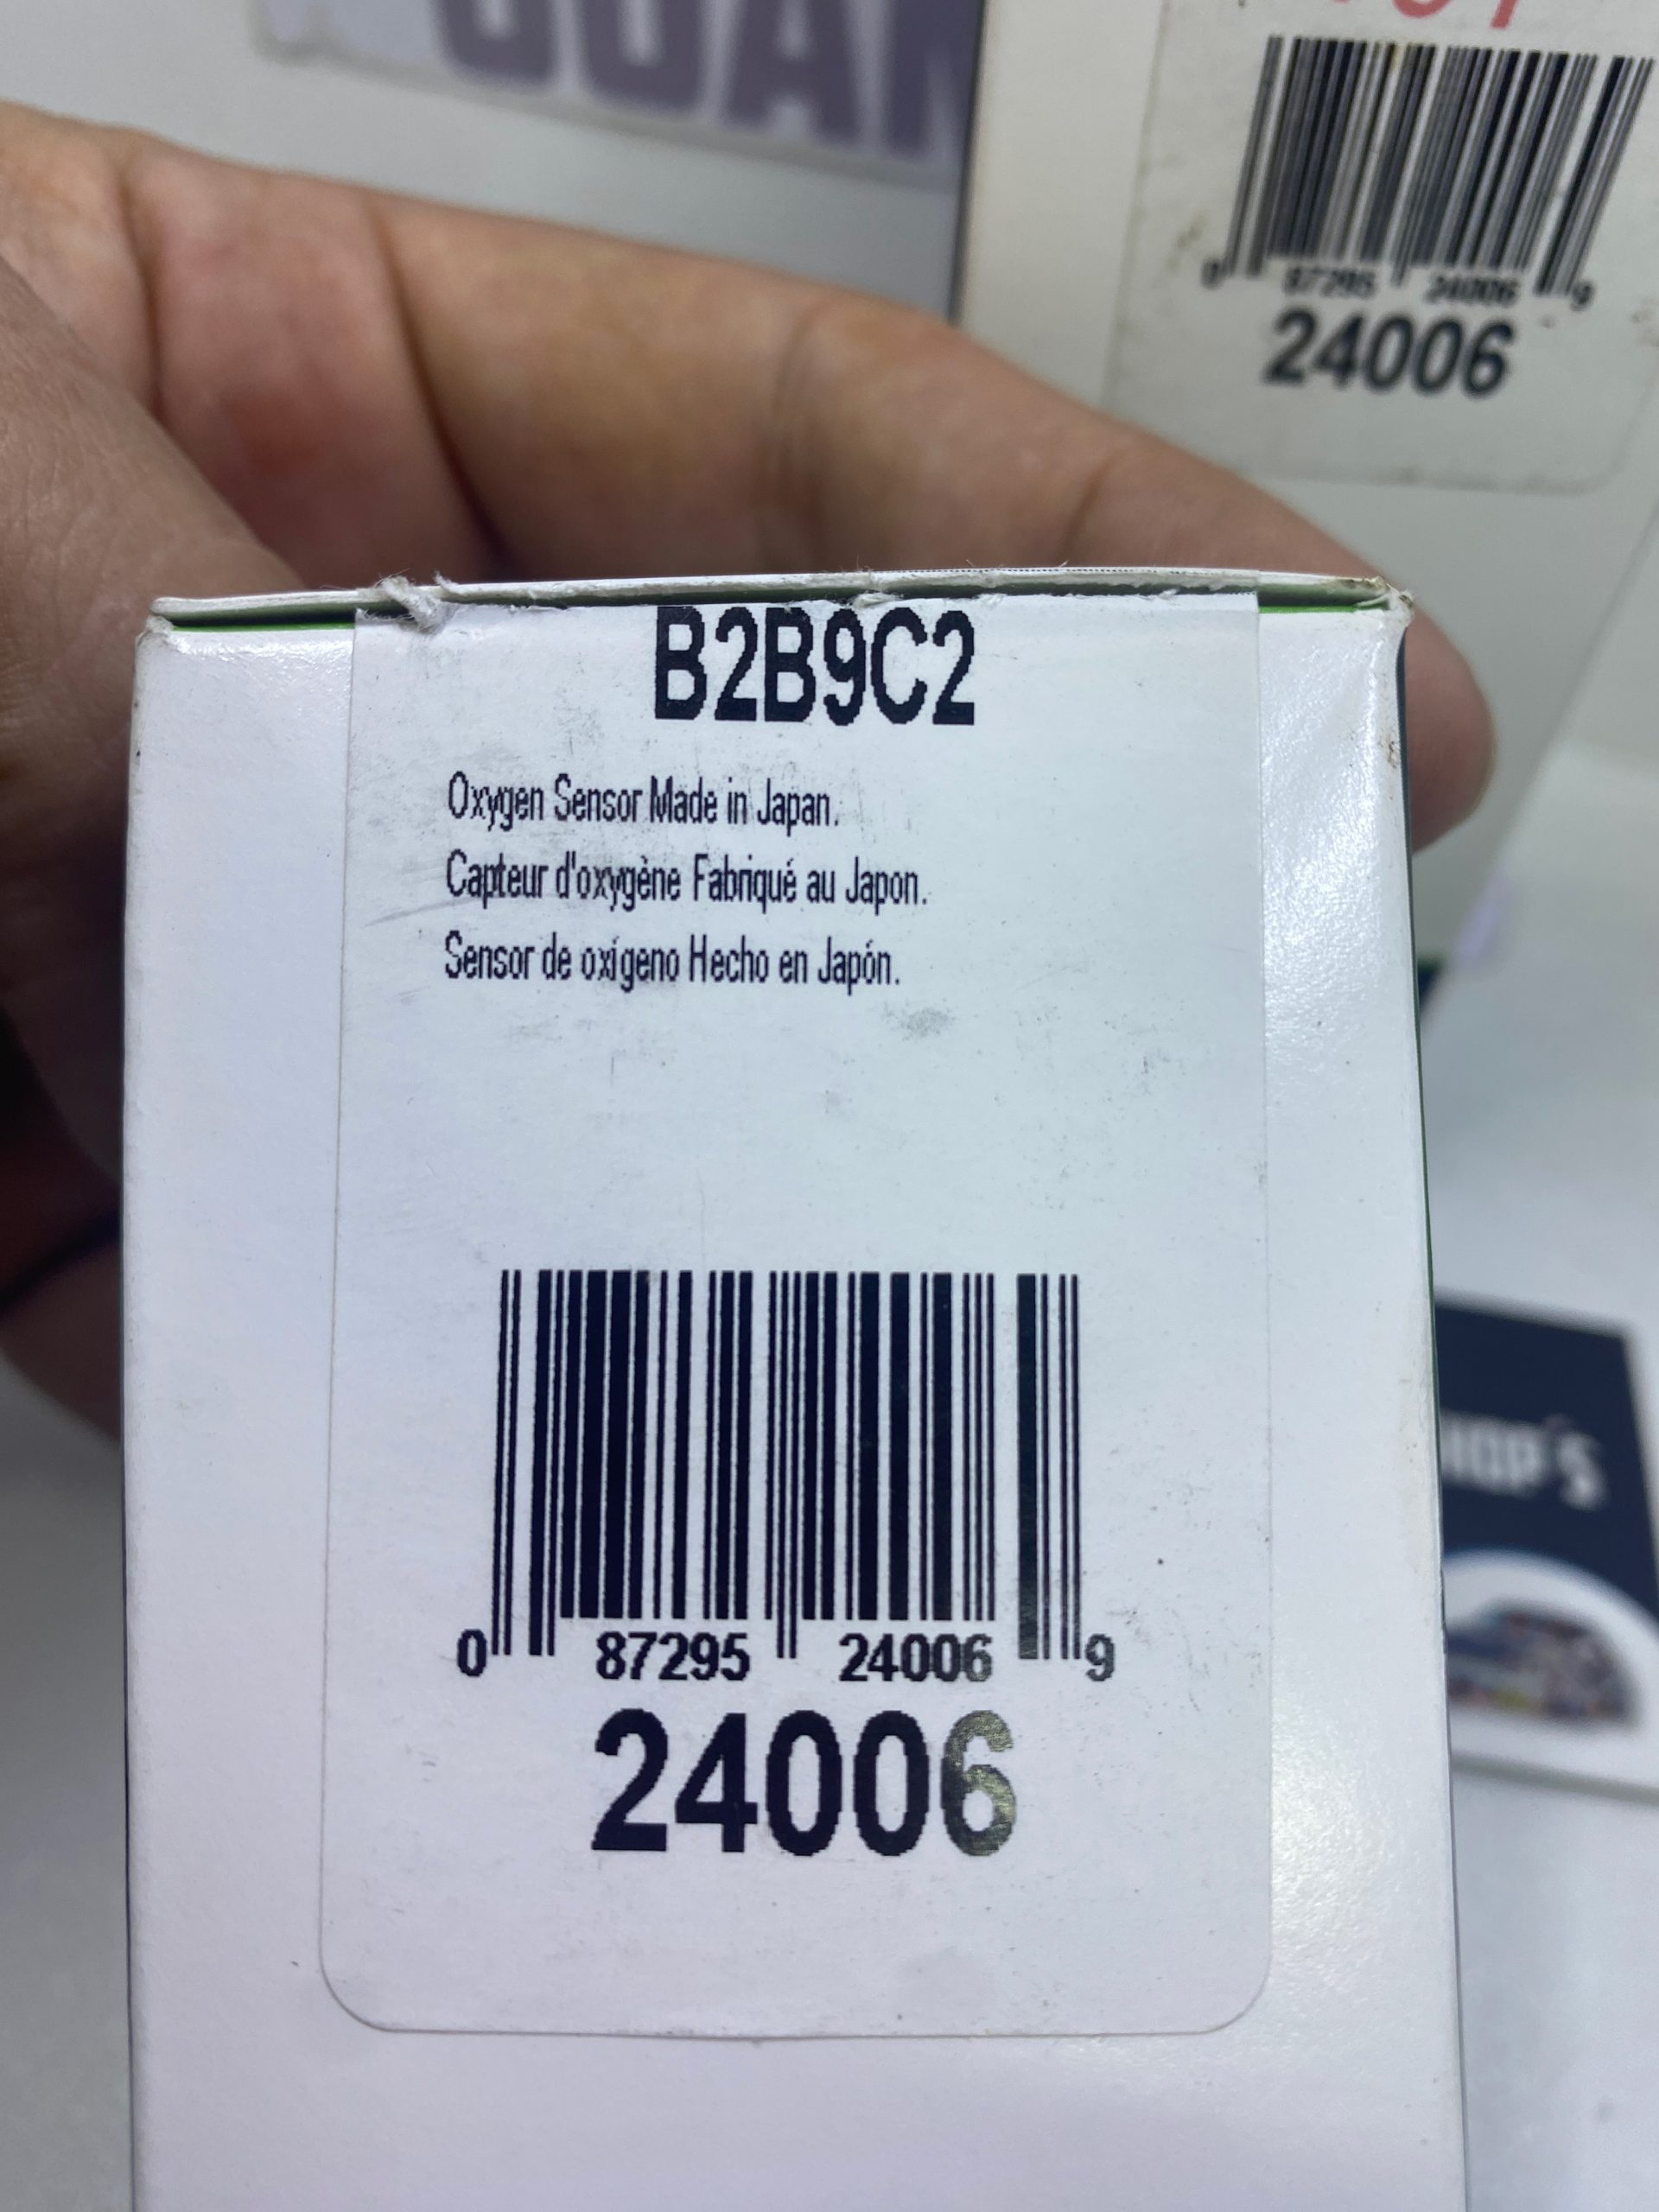 0 87295 24006 9
24006
B2B9C2
Oxygen Sensor Made in Japan.
Capteur d'oxygène Fabriqué au Japon.
Sensor de oxígeno Hecho en Japón.
0 87295 24006 9
24006